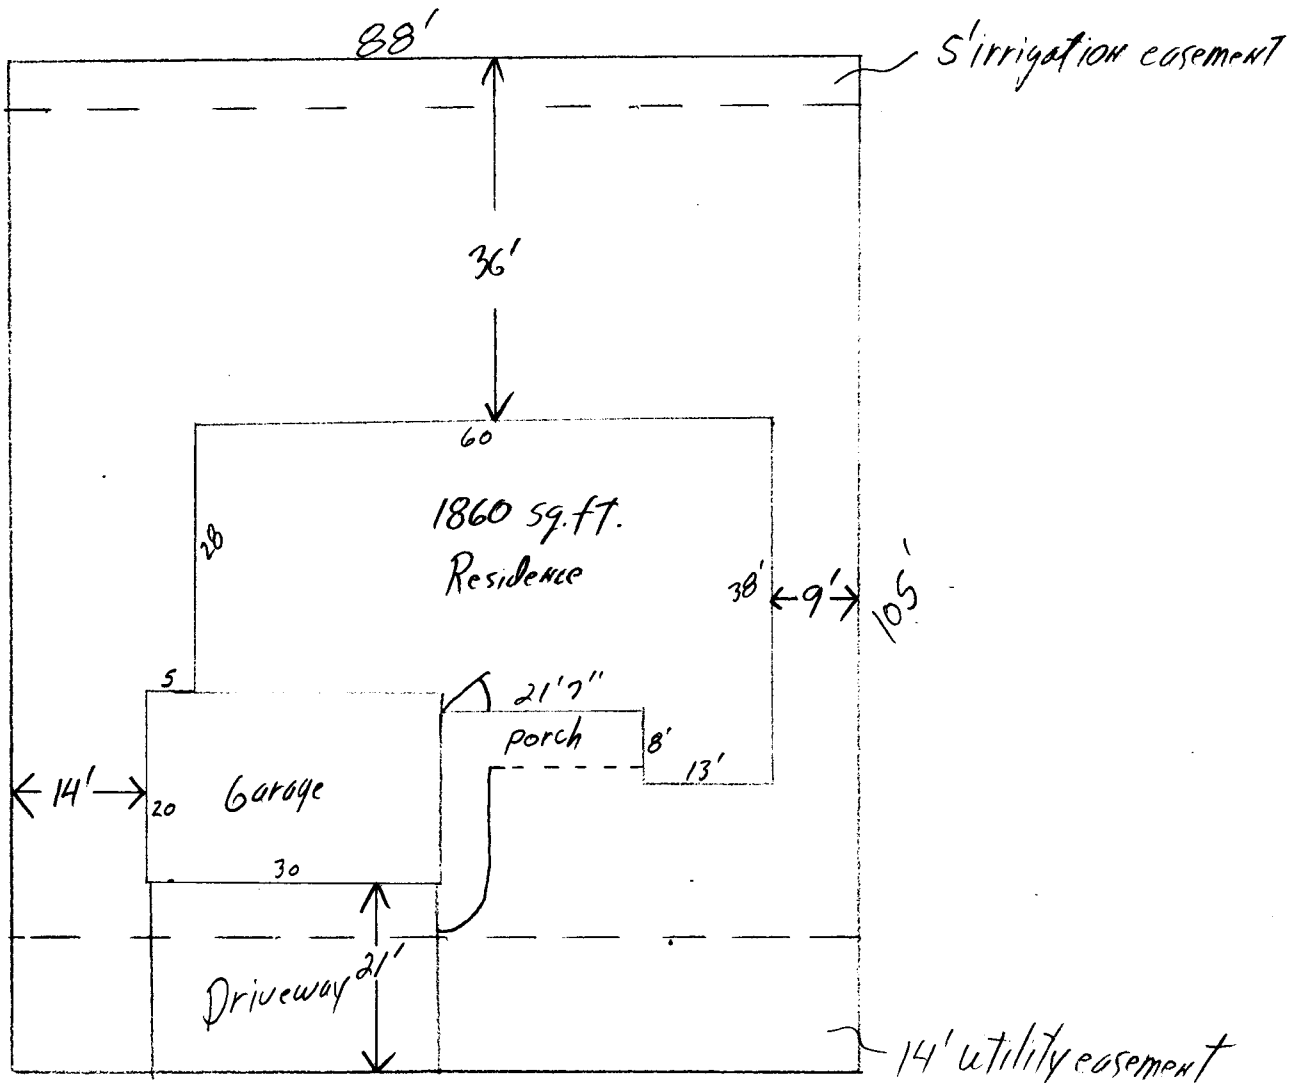 88'
5' irrigation easement
36'
60
1860 sq.ft.
Residence
28
38'
9'
105'
5
21'7"
porch
8'
13'
14'
20
Garage
30
21'
Driveway
14' utility easement